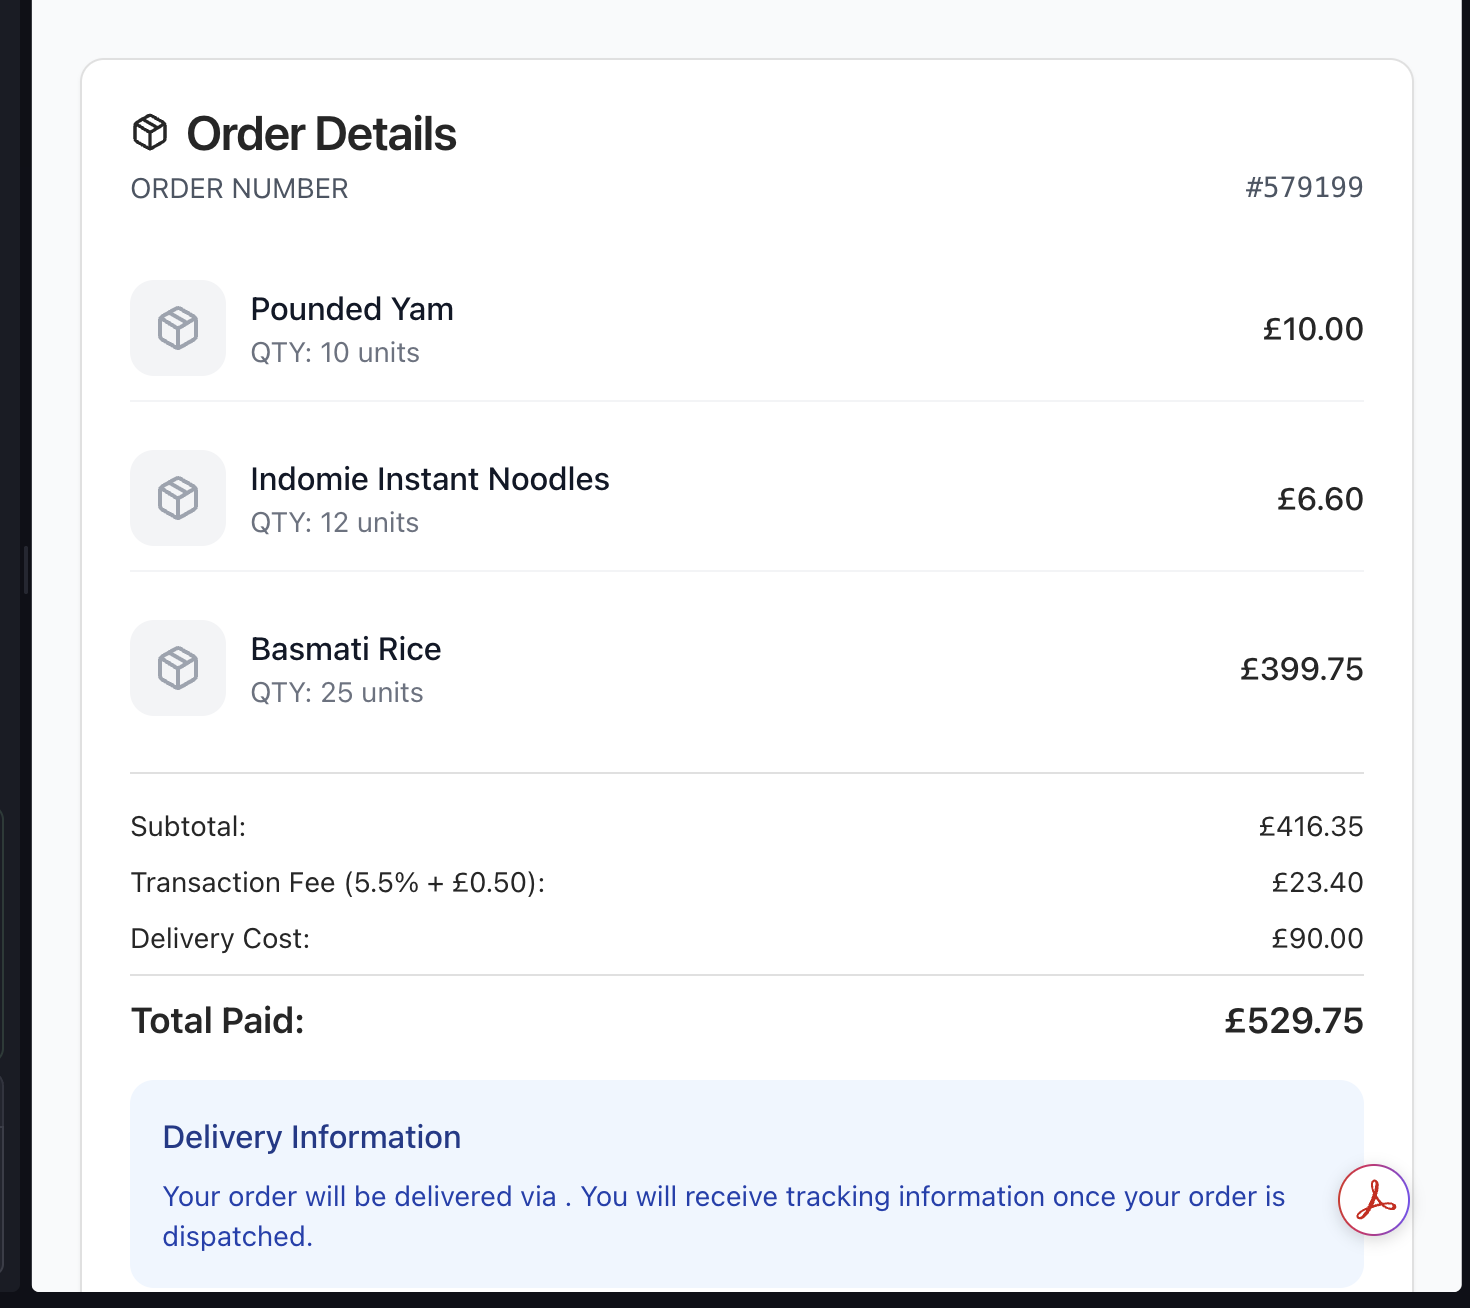 Order Details
ORDER NUMBER #579199
Pounded Yam
QTY: 10 units
£10.00
Indomie Instant Noodles
QTY: 12 units
£6.60
Basmati Rice
QTY: 25 units
£399.75
Subtotal: £416.35
Transaction Fee (5.5% + £0.50): £23.40
Delivery Cost: £90.00
Total Paid: £529.75
Delivery Information
Your order will be delivered via . You will receive tracking information once your order is
dispatched.